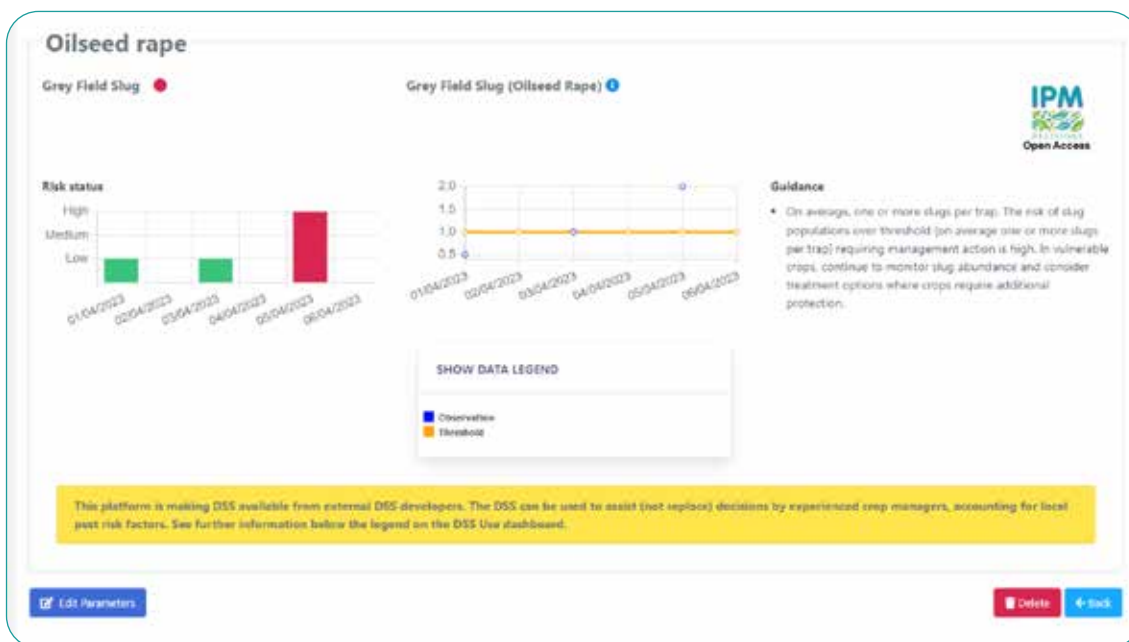 Oilseed rape
Grey Field Slug
Grey Field Slug (Oilseed Rape)
IPM
DECISIONS
Open Access
Risk status
High
Medium
Low
01/04/2023
02/04/2023
03/04/2023
04/04/2023
05/04/2023
06/04/2023
2.0
1.5
1.0
0.5
01/04/2023
02/04/2023
03/04/2023
04/04/2023
05/04/2023
06/04/2023
Guidance
• On average, one or more slugs per trap. The risk of slug
populations over threshold (on average one or more slugs
per trap) requiring management action is high. In vulnerable
crops, continue to monitor slug abundance and consider
treatment options where crops require additional
protection.
SHOW DATA LEGEND
Observation
Threshold
This platform is making DSS available from external DSS developers. The DSS can be used to assist (not replace) decisions by experienced crop managers, accounting for local
pest risk factors. See further information below the legend on the DSS Use dashboard.
Edit Parameters
Delete
Back